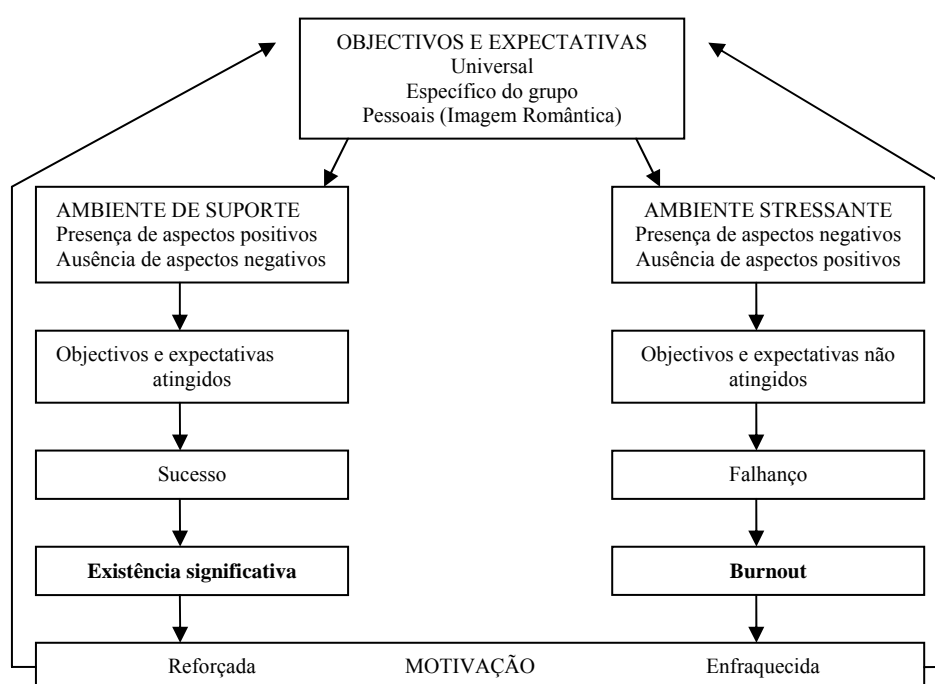 OBJECTIVOS E EXPECTATIVAS
Universal
Específico do grupo
Pessoais (Imagem Romântica)
AMBIENTE DE SUPORTE
Presença de aspectos positivos
Ausência de aspectos negativos
AMBIENTE STRESSANTE
Presença de aspectos negativos
Ausência de aspectos positivos
Objectivos e expectativas
atingidos
Objectivos e expectativas não
atingidos
Sucesso
Falhanço
Existência significativa
Burnout
Reforçada MOTIVAÇÃO Enfraquecida